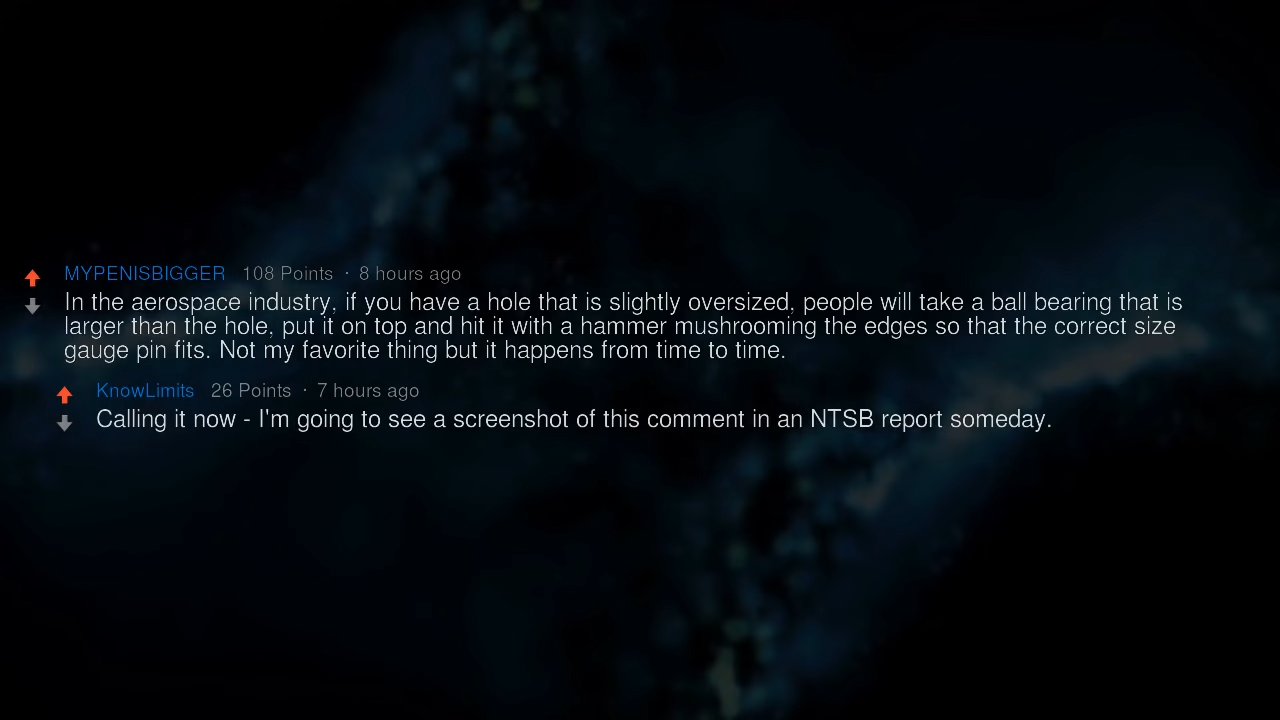 MYPENISBIGGER 108 Points · 8 hours ago
In the aerospace industry, if you have a hole that is slightly oversized, people will take a ball bearing that is
larger than the hole, put it on top and hit it with a hammer mushrooming the edges so that the correct size
gauge pin fits. Not my favorite thing but it happens from time to time.
KnowLimits 26 Points · 7 hours ago
Calling it now - I'm going to see a screenshot of this comment in an NTSB report someday.